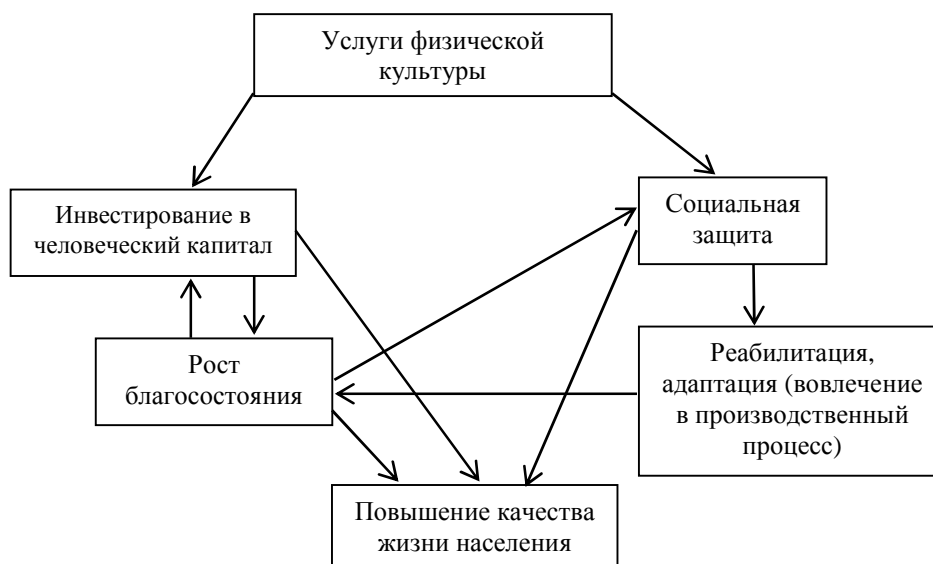 Услуги физической
культуры
Инвестирование в
человеческий капитал
Социальная
защита
Рост
благосостояния
Реабилитация,
адаптация (вовлечение
в производственный
процесс)
Повышение качества
жизни населения